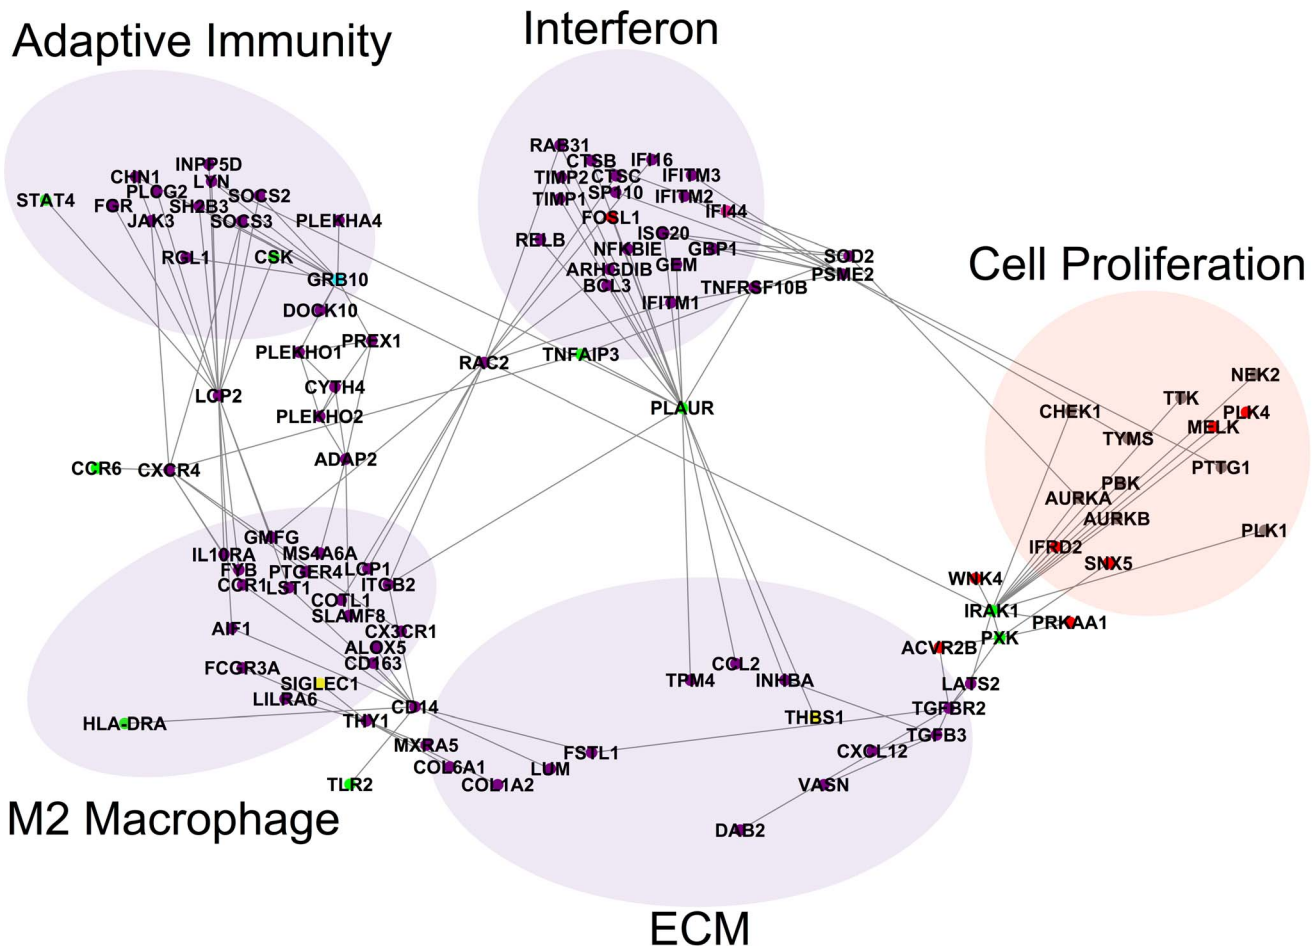 Adaptive Immunity
Interferon
Cell Proliferation
M2 Macrophage
ECM
INPP5D
CHN1
LYN
PLCG2
SOCS2
STAT4
FGR
SH2B3
JAK3
SOCS3
PLEKHA4
RGL1
CSK
GRB10
DOCK10
PREX1
PLEKHO1
CYTH4
LCP2
PLEKHO2
ADAP2
CCR6
CXCR4
RAB31
CTSB
IFI16
TIMP2
CTSC
IFITM3
TIMP1
SP110
IFITM2
FOSL1
IFI44
ISG20
RELB
NFKBIE
GBP1
ARHGDIB
GEM
BCL3
TNFRSF10B
IFITM1
SOD2
PSME2
RAC2
TNFAIP3
PLAUR
NEK2
TTK
CHEK1
PLK4
MELK
TYMS
PTTG1
PBK
AURKA
AURKB
PLK1
IFRD2
SNX5
WNK4
IRAK1
PRKAA1
PXK
ACVR2B
LATS2
TGFBR2
TGFB3
GMFG
IL10RA
MS4A6A
FYB
PTGER4
LCP1
CCR1
LST1
ITGB2
COTL1
SLAMF8
AIF1
CX3CR1
ALOX5
CD163
FCGR3A
SIGLEC1
LILRA6
CD14
HLA-DRA
THY1
MXRA5
COL6A1
TLR2
COL1A2
LUM
FSTL1
TPM4
CCL2
INHBA
THBS1
CXCL12
VASN
DAB2